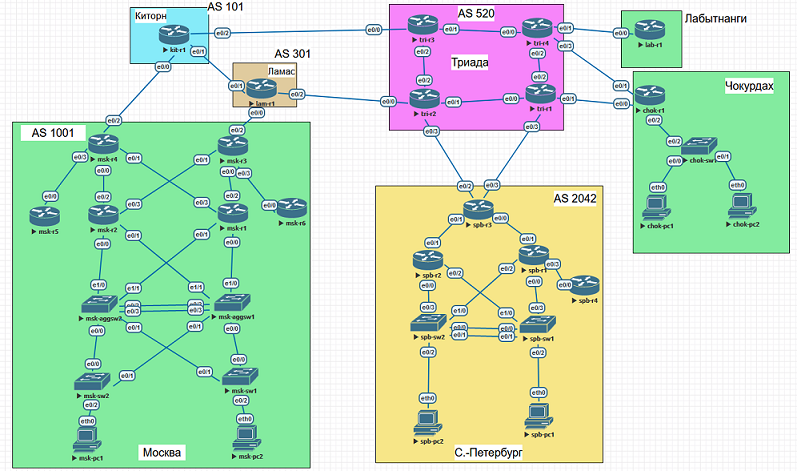 AS 101
Киторн
kit-r1
e0/2
e0/0
e0/1
AS 301
Ламас
e0/1
lam-r1
e0/2
e0/0
AS 520
e0/0
tri-r3
e0/1
e0/0
tri-r4
e0/1
e0/3
e0/2
e0/2
Триада
e0/2
e0/2
e0/0
tri-r2
e0/1
e0/0
tri-r1
e0/1
e0/3
e0/3
Лабытнанги
e0/0
lab-r1
Чокурдах
e0/0
chok-r1
e0/2
e0/2
chok-sw1
e0/0
e0/1
eth0
eth0
chok-pc1
chok-pc2
AS 1001
e0/2
e0/2
msk-r4
e0/3
e0/1
e0/0
msk-r3
e0/1
e0/0
e0/3
e0/0
msk-r5
e0/2
msk-r2
e0/3
e0/0
e0/1
e0/3
e0/2
msk-r1
e0/1
e0/0
e0/0
msk-r6
e1/0
e1/1
e1/1
e1/0
msk-aggsw2
e0/2
e0/3
e0/2
e0/3
msk-aggsw1
e0/0
e0/1
e0/1
e0/0
e0/0
msk-sw2
e0/1
e0/2
e0/1
e0/0
msk-sw1
e0/2
eth0
msk-pc1
eth0
msk-pc2
Москва
AS 2042
e0/2
e0/3
spb-r3
e0/1
e0/0
e0/1
spb-r2
e0/2
e0/0
e0/1
spb-r1
e0/2
e0/3
e0/3
e0/0
spb-r4
e0/3
spb-sw2
e1/0
e0/0
e0/1
e0/0
e0/1
e1/0
e0/3
spb-sw1
e0/2
e0/2
eth0
spb-pc2
eth0
spb-pc1
С.-Петербург